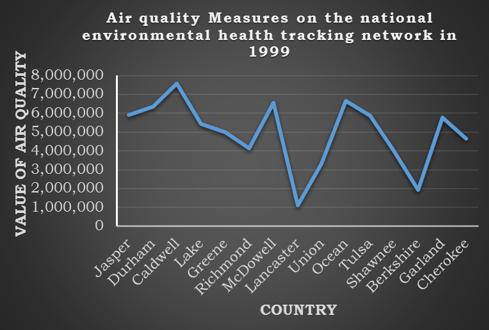 Air quality Measures on the national
environmental health tracking network in
1999
VALUE OF AIR QUALITY
8,000,000
7,000,000
6,000,000
5,000,000
4,000,000
3,000,000
2,000,000
1,000,000
0
Jasper
Durham
Caldwell
Lake
Greene
Richmond
McDowell
Lancaster
Union
Ocean
Tulsa
Shawnee
Berkshire
Garland
Cherokee
COUNTRY